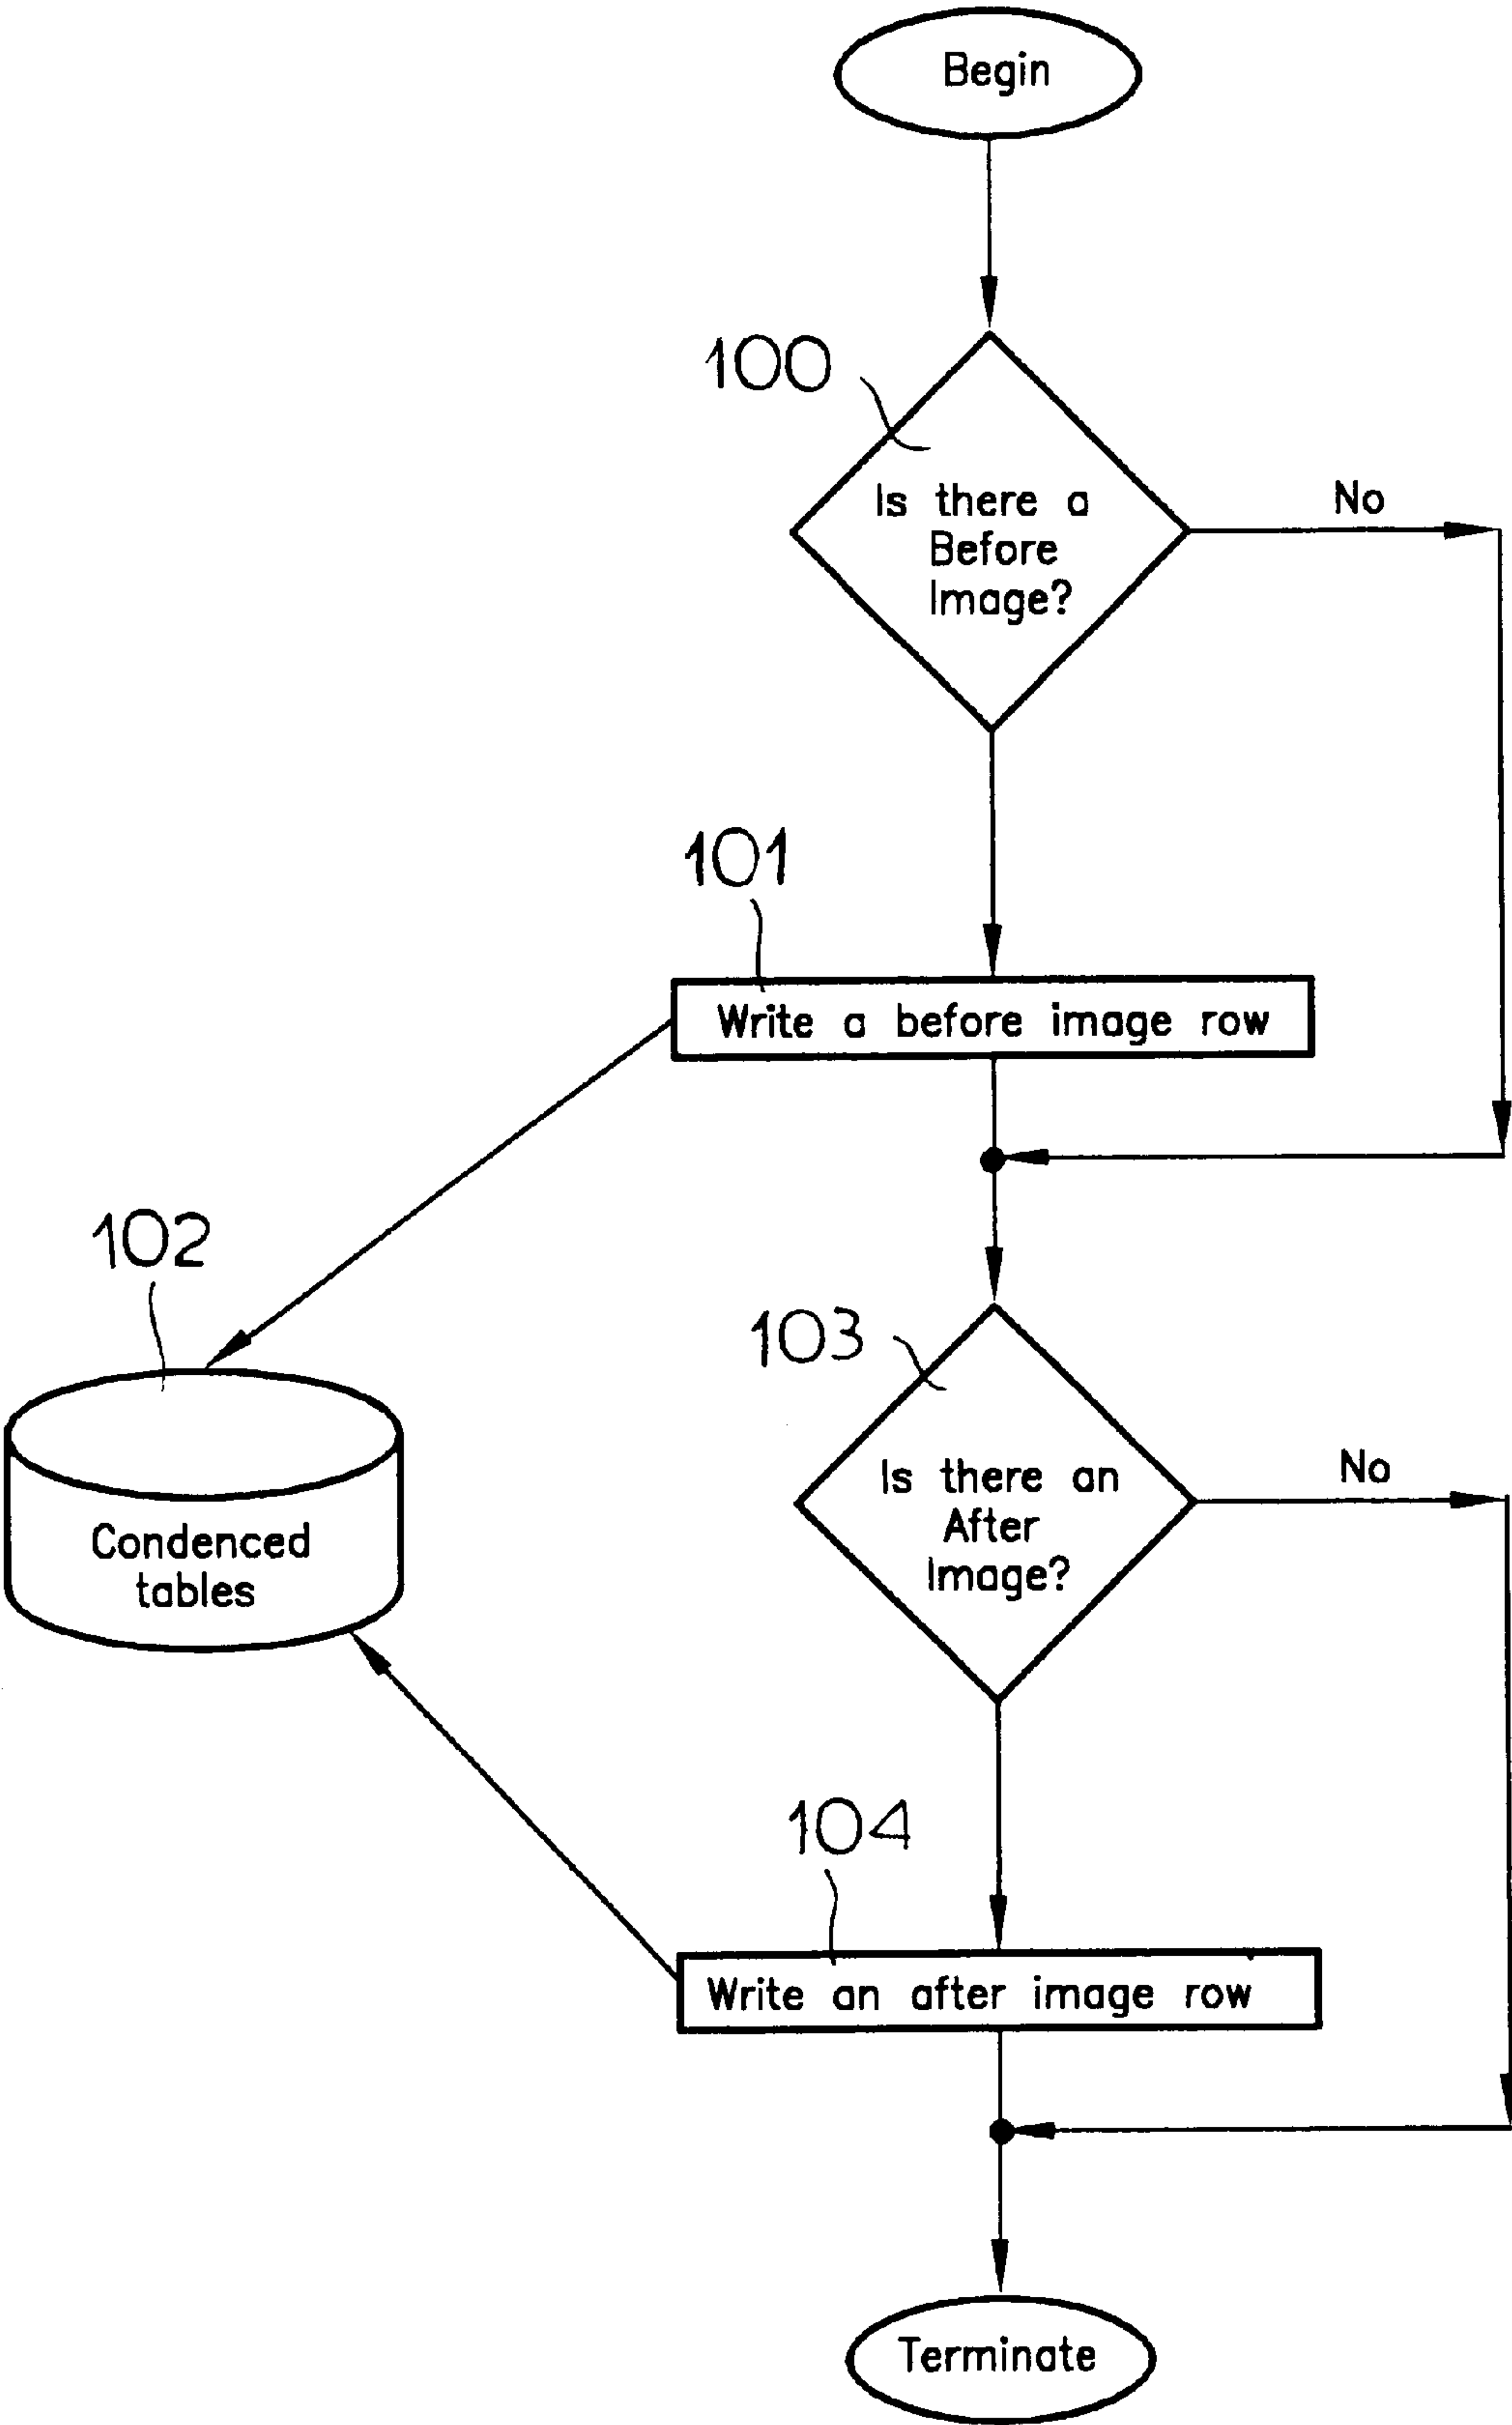 Begin
100
Is there a
Before
Image?
No
101
Write a before image row
102
Condenced
tables
103
Is there an
After
Image?
No
104
Write an after image row
Terminate